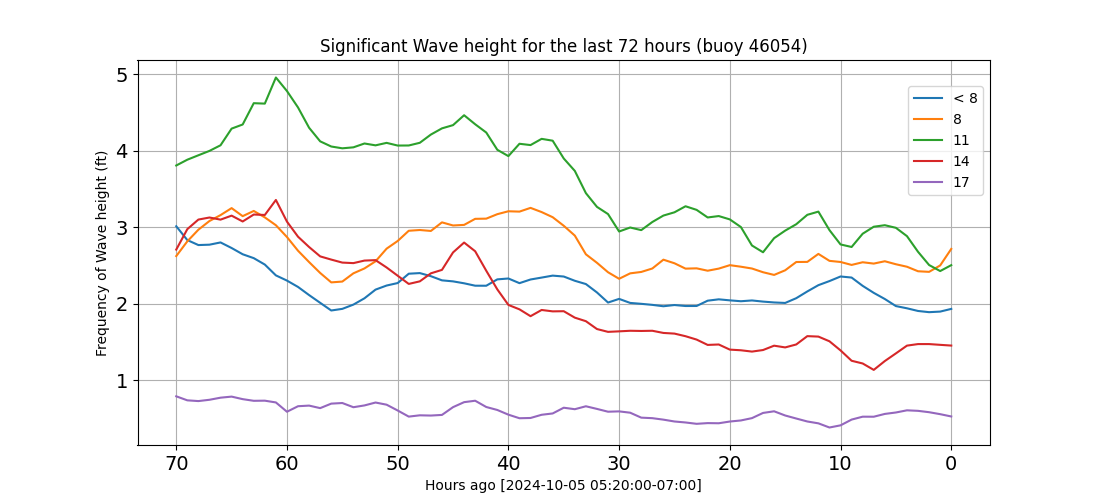 Significant Wave height for the last 72 hours (buoy 46054)
Frequency of Wave height (ft)
5
4
3
2
1
< 8
8
11
14
17
70 60 50 40 30 20 10 0
Hours ago [2024-10-05 05:20:00-07:00]